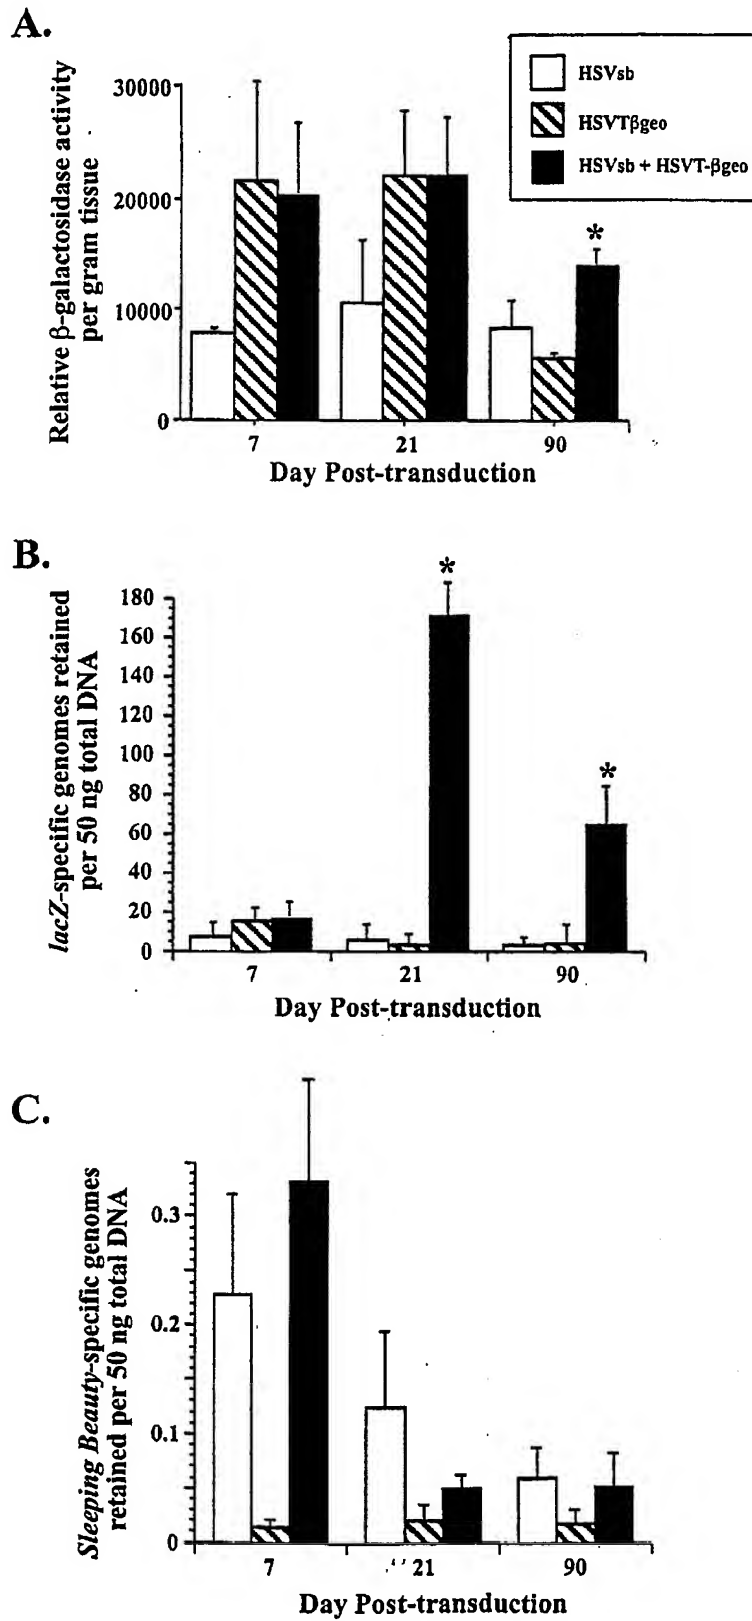 A.
Relative β-galactosidase activity
per gram tissue
30000
20000
10000
0
HSVsb
HSVTβgeo
HSVsb + HSVT-βgeo
*
7 21 90
Day Post-transduction
B.
lacZ-specific genomes retained
per 50 ng total DNA
180
160
140
120
100
80
60
40
20
0
*
*
7 21 90
Day Post-transduction
C.
Sleeping Beauty-specific genomes
retained per 50 ng total DNA
0.3
0.2
0.1
0
7 21 90
Day Post-transduction